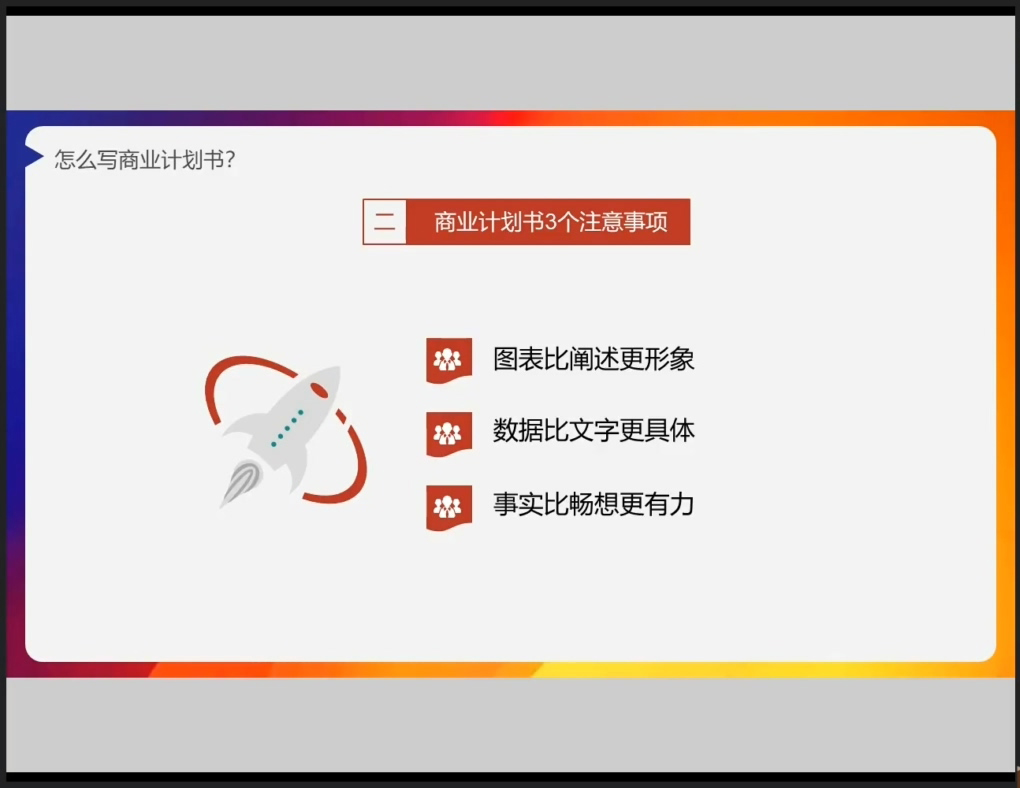 怎么写商业计划书?
二 商业计划书3个注意事项
图表比阐述更形象
数据比文字更具体
事实比畅想更有力